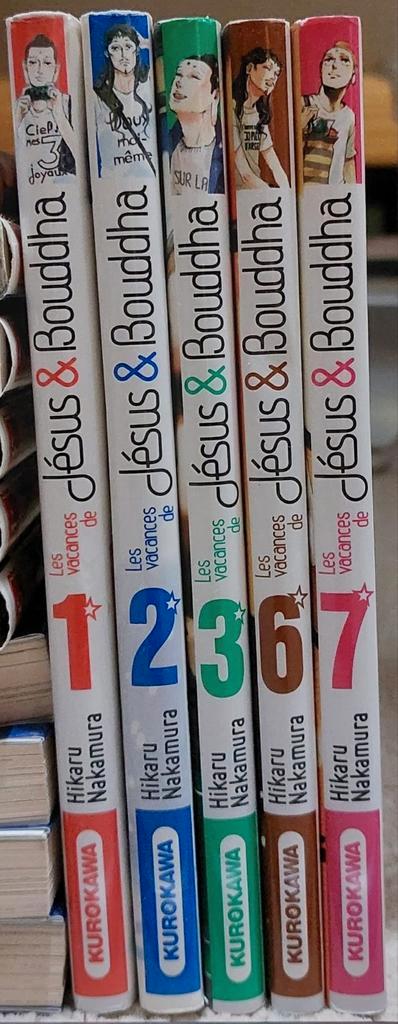 Ciel,
mes
3
joyaux
Les
vacances
de
Jésus & Bouddha
1
Hikaru
Nakamura
KUROKAWA
moi-
même
Les
vacances
de
Jésus & Bouddha
2
Hikaru
Nakamura
KUROKAWA
SUR LA
Les
vacances
de
Jésus & Bouddha
3
Hikaru
Nakamura
KUROKAWA
Les
vacances
de
Jésus & Bouddha
6
Hikaru
Nakamura
KUROKAWA
Les
vacances
de
Jésus & Bouddha
7
Hikaru
Nakamura
KUROKAWA